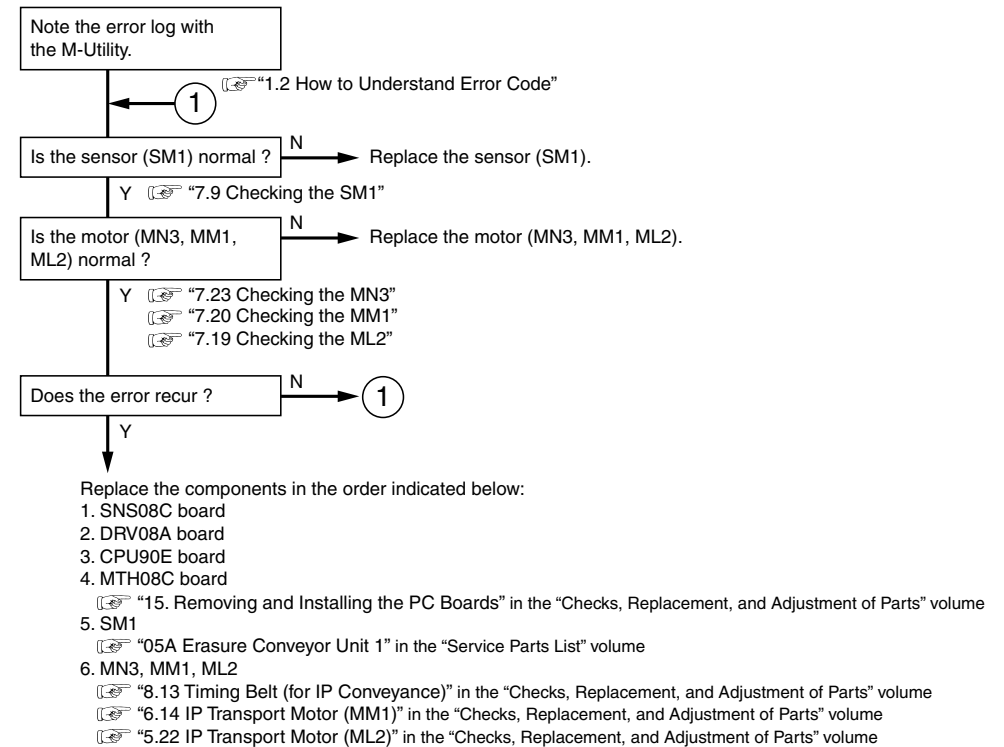 Note the error log with
the M-Utility.
“1.2 How to Understand Error Code”
1
Is the sensor (SM1) normal ?
N
Replace the sensor (SM1).
Y
“7.9 Checking the SM1”
Is the motor (MN3, MM1,
ML2) normal ?
N
Replace the motor (MN3, MM1, ML2).
Y
“7.23 Checking the MN3”
“7.20 Checking the MM1”
“7.19 Checking the ML2”
Does the error recur ?
N
1
Y
Replace the components in the order indicated below:
1. SNS08C board
2. DRV08A board
3. CPU90E board
4. MTH08C board
“15. Removing and Installing the PC Boards” in the “Checks, Replacement, and Adjustment of Parts” volume
5. SM1
“05A Erasure Conveyor Unit 1” in the “Service Parts List” volume
6. MN3, MM1, ML2
“8.13 Timing Belt (for IP Conveyance)” in the “Checks, Replacement, and Adjustment of Parts” volume
“6.14 IP Transport Motor (MM1)” in the “Checks, Replacement, and Adjustment of Parts” volume
“5.22 IP Transport Motor (ML2)” in the “Checks, Replacement, and Adjustment of Parts” volume